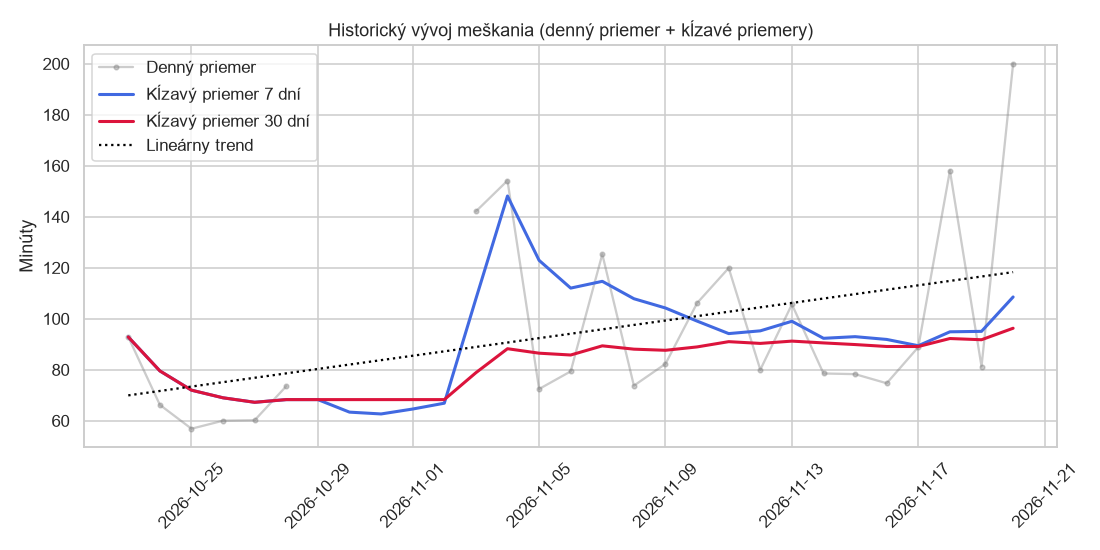 Historický vývoj meškania (denný priemer + kĺzavé priemery)
200
180
160
140
120
100
80
60
Minúty
Denný priemer
Kĺzavý priemer 7 dní
Kĺzavý priemer 30 dní
Lineárny trend
2026-10-25
2026-10-29
2026-11-01
2026-11-05
2026-11-09
2026-11-13
2026-11-17
2026-11-21